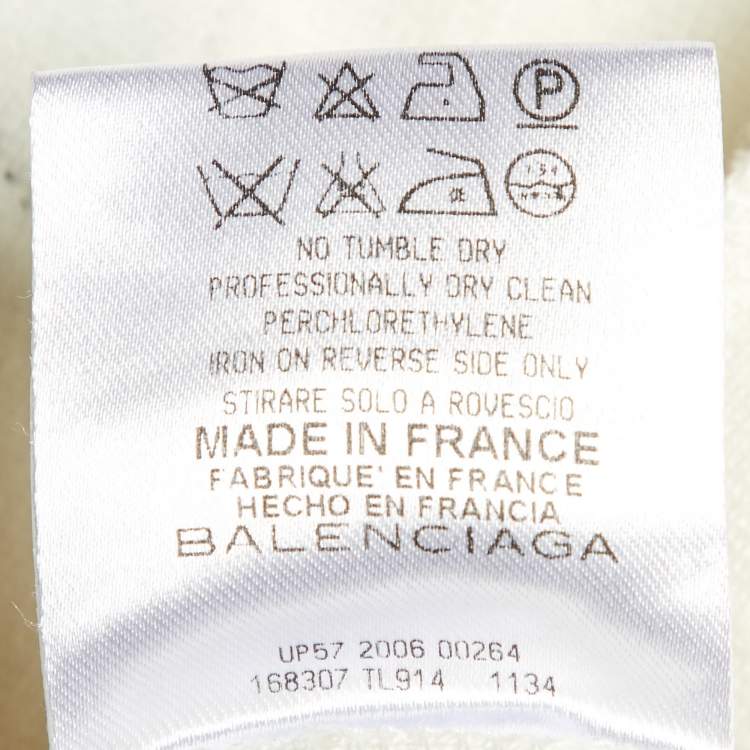 P
NO TUMBLE DRY
PROFESSIONALLY DRY CLEAN
PERCHLORETHYLENE
IRON ON REVERSE SIDE ONLY
STIRARE SOLO A ROVESCIO
MADE IN FRANCE
FABRIQUE' EN FRANCE
HECHO EN FRANCIA
BALENCIAGA
UP57 2006 00264
168307 TL914 1134